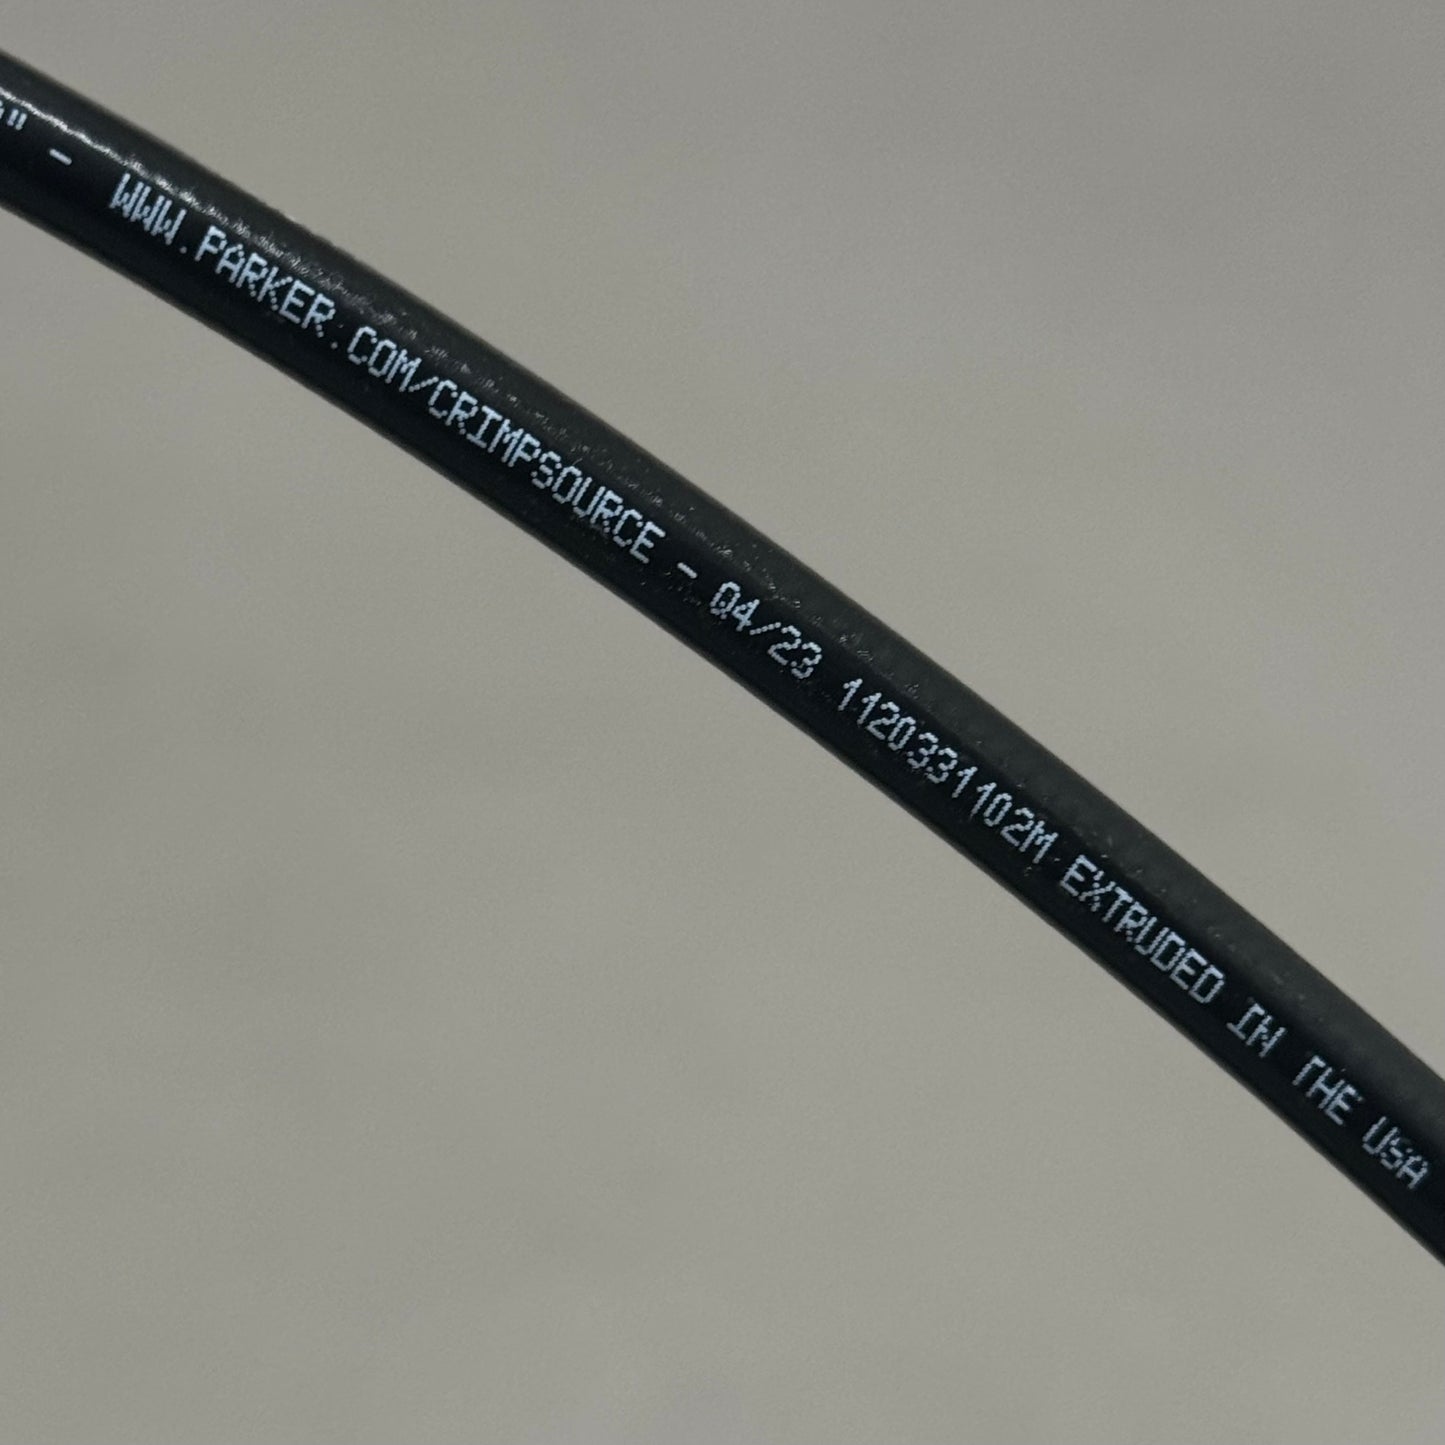 " - WWW.PARKER.COM/CRIMPSOURCE - Q4/23 1120331102M EXTRUDED IN THE USA